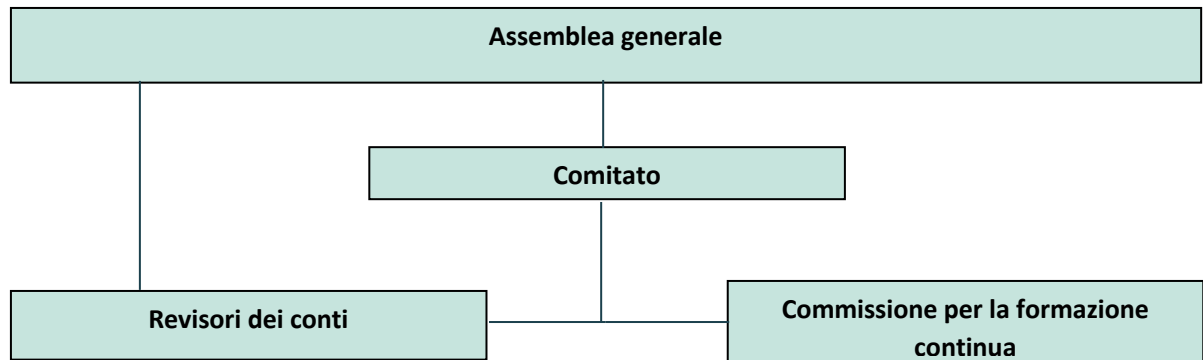 Assemblea generale
Comitato
Revisori dei conti
Commissione per la formazione
continua